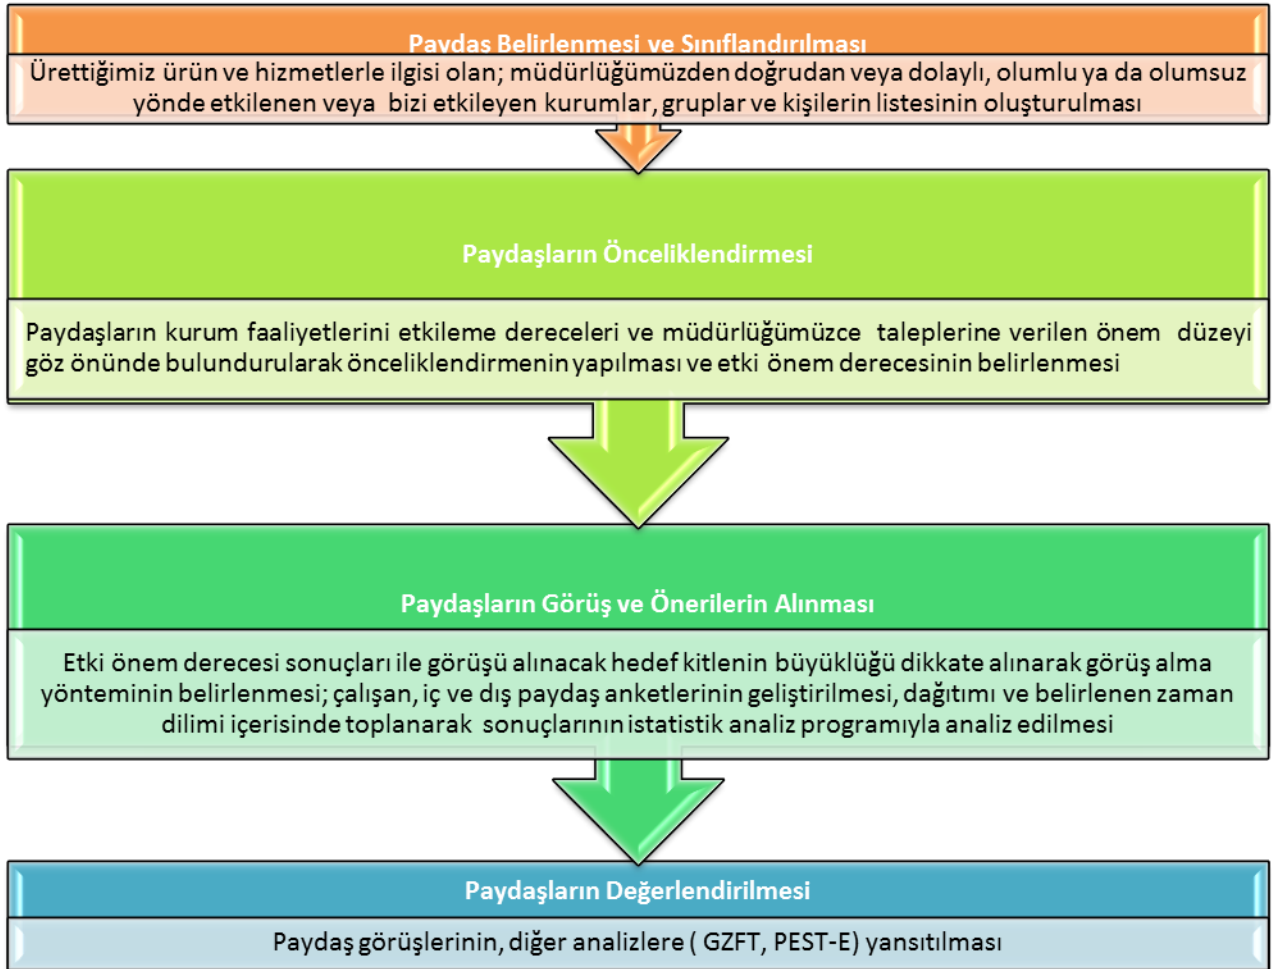 Paydaş Belirlenmesi ve Sınıflandırılması
Ürettiğimiz ürün ve hizmetlerle ilgisi olan; müdürlüğümüzden doğrudan veya dolaylı, olumlu ya da olumsuz
yönde etkilenen veya bizi etkileyen kurumlar, gruplar ve kişilerin listesinin oluşturulması
Paydaşların Önceliklendirmesi
Paydaşların kurum faaliyetlerini etkileme dereceleri ve müdürlüğümüzce taleplerine verilen önem düzeyi
göz önünde bulundurularak önceliklendirmenin yapılması ve etki önem derecesinin belirlenmesi
Paydaşların Görüş ve Önerilerin Alınması
Etki önem derecesi sonuçları ile görüşü alınacak hedef kitlenin büyüklüğü dikkate alınarak görüş alma
yönteminin belirlenmesi; çalışan, iç ve dış paydaş anketlerinin geliştirilmesi, dağıtımı ve belirlenen zaman
dilimi içerisinde toplanarak sonuçlarının istatistik analiz programıyla analiz edilmesi
Paydaşların Değerlendirilmesi
Paydaş görüşlerinin, diğer analizlere ( GZFT, PEST-E) yansıtılması